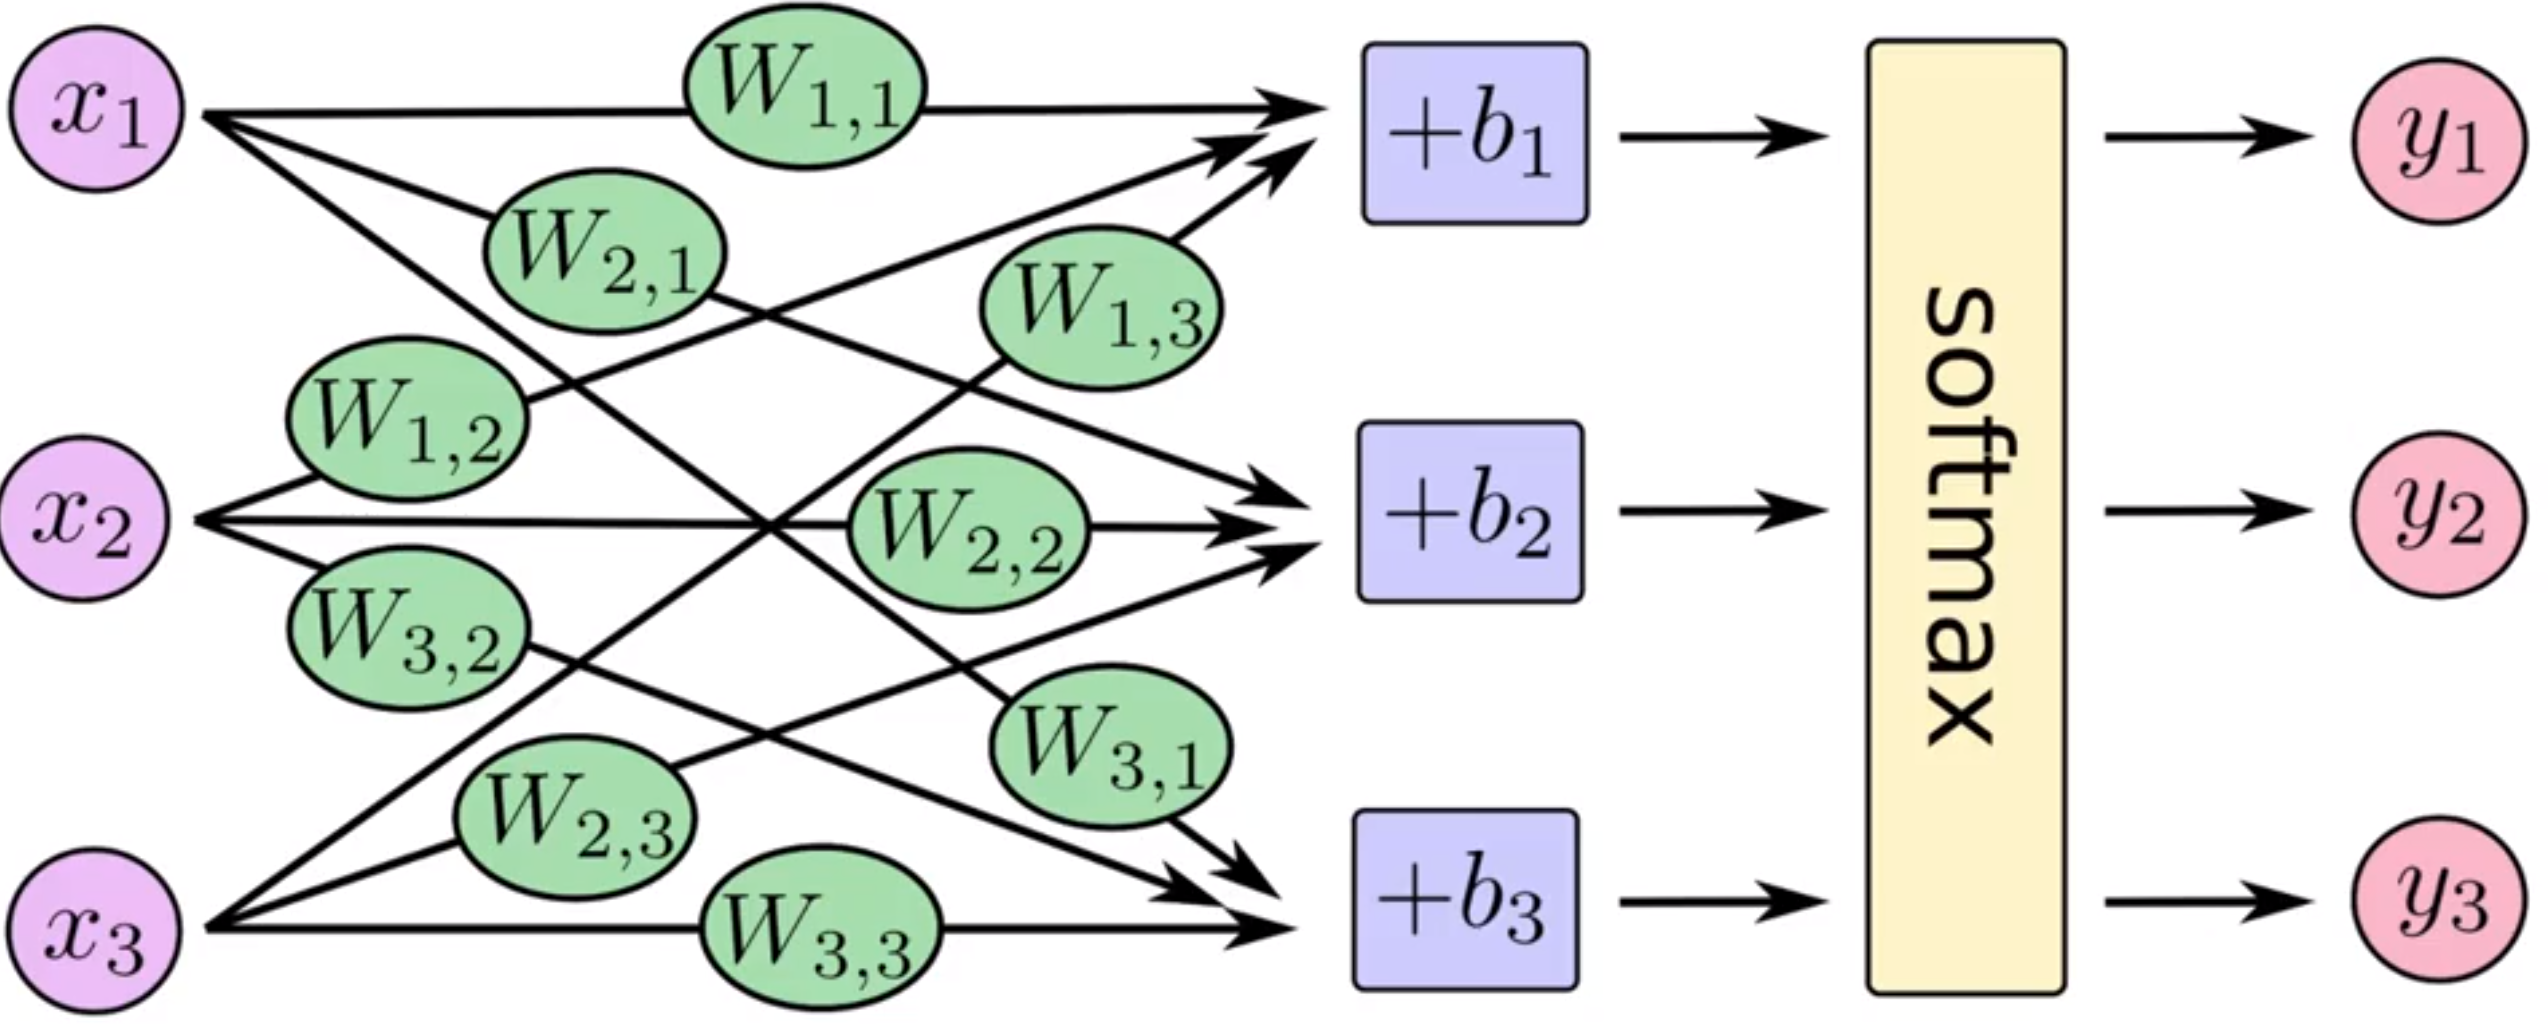 x₁
W₁,₁
+b₁
y₁
W₂,₁
W₁,₃
W₁,₂
softmax
x₂
W₂,₂
+b₂
y₂
W₃,₂
W₃,₁
W₂,₃
x₃
W₃,₃
+b₃
y₃